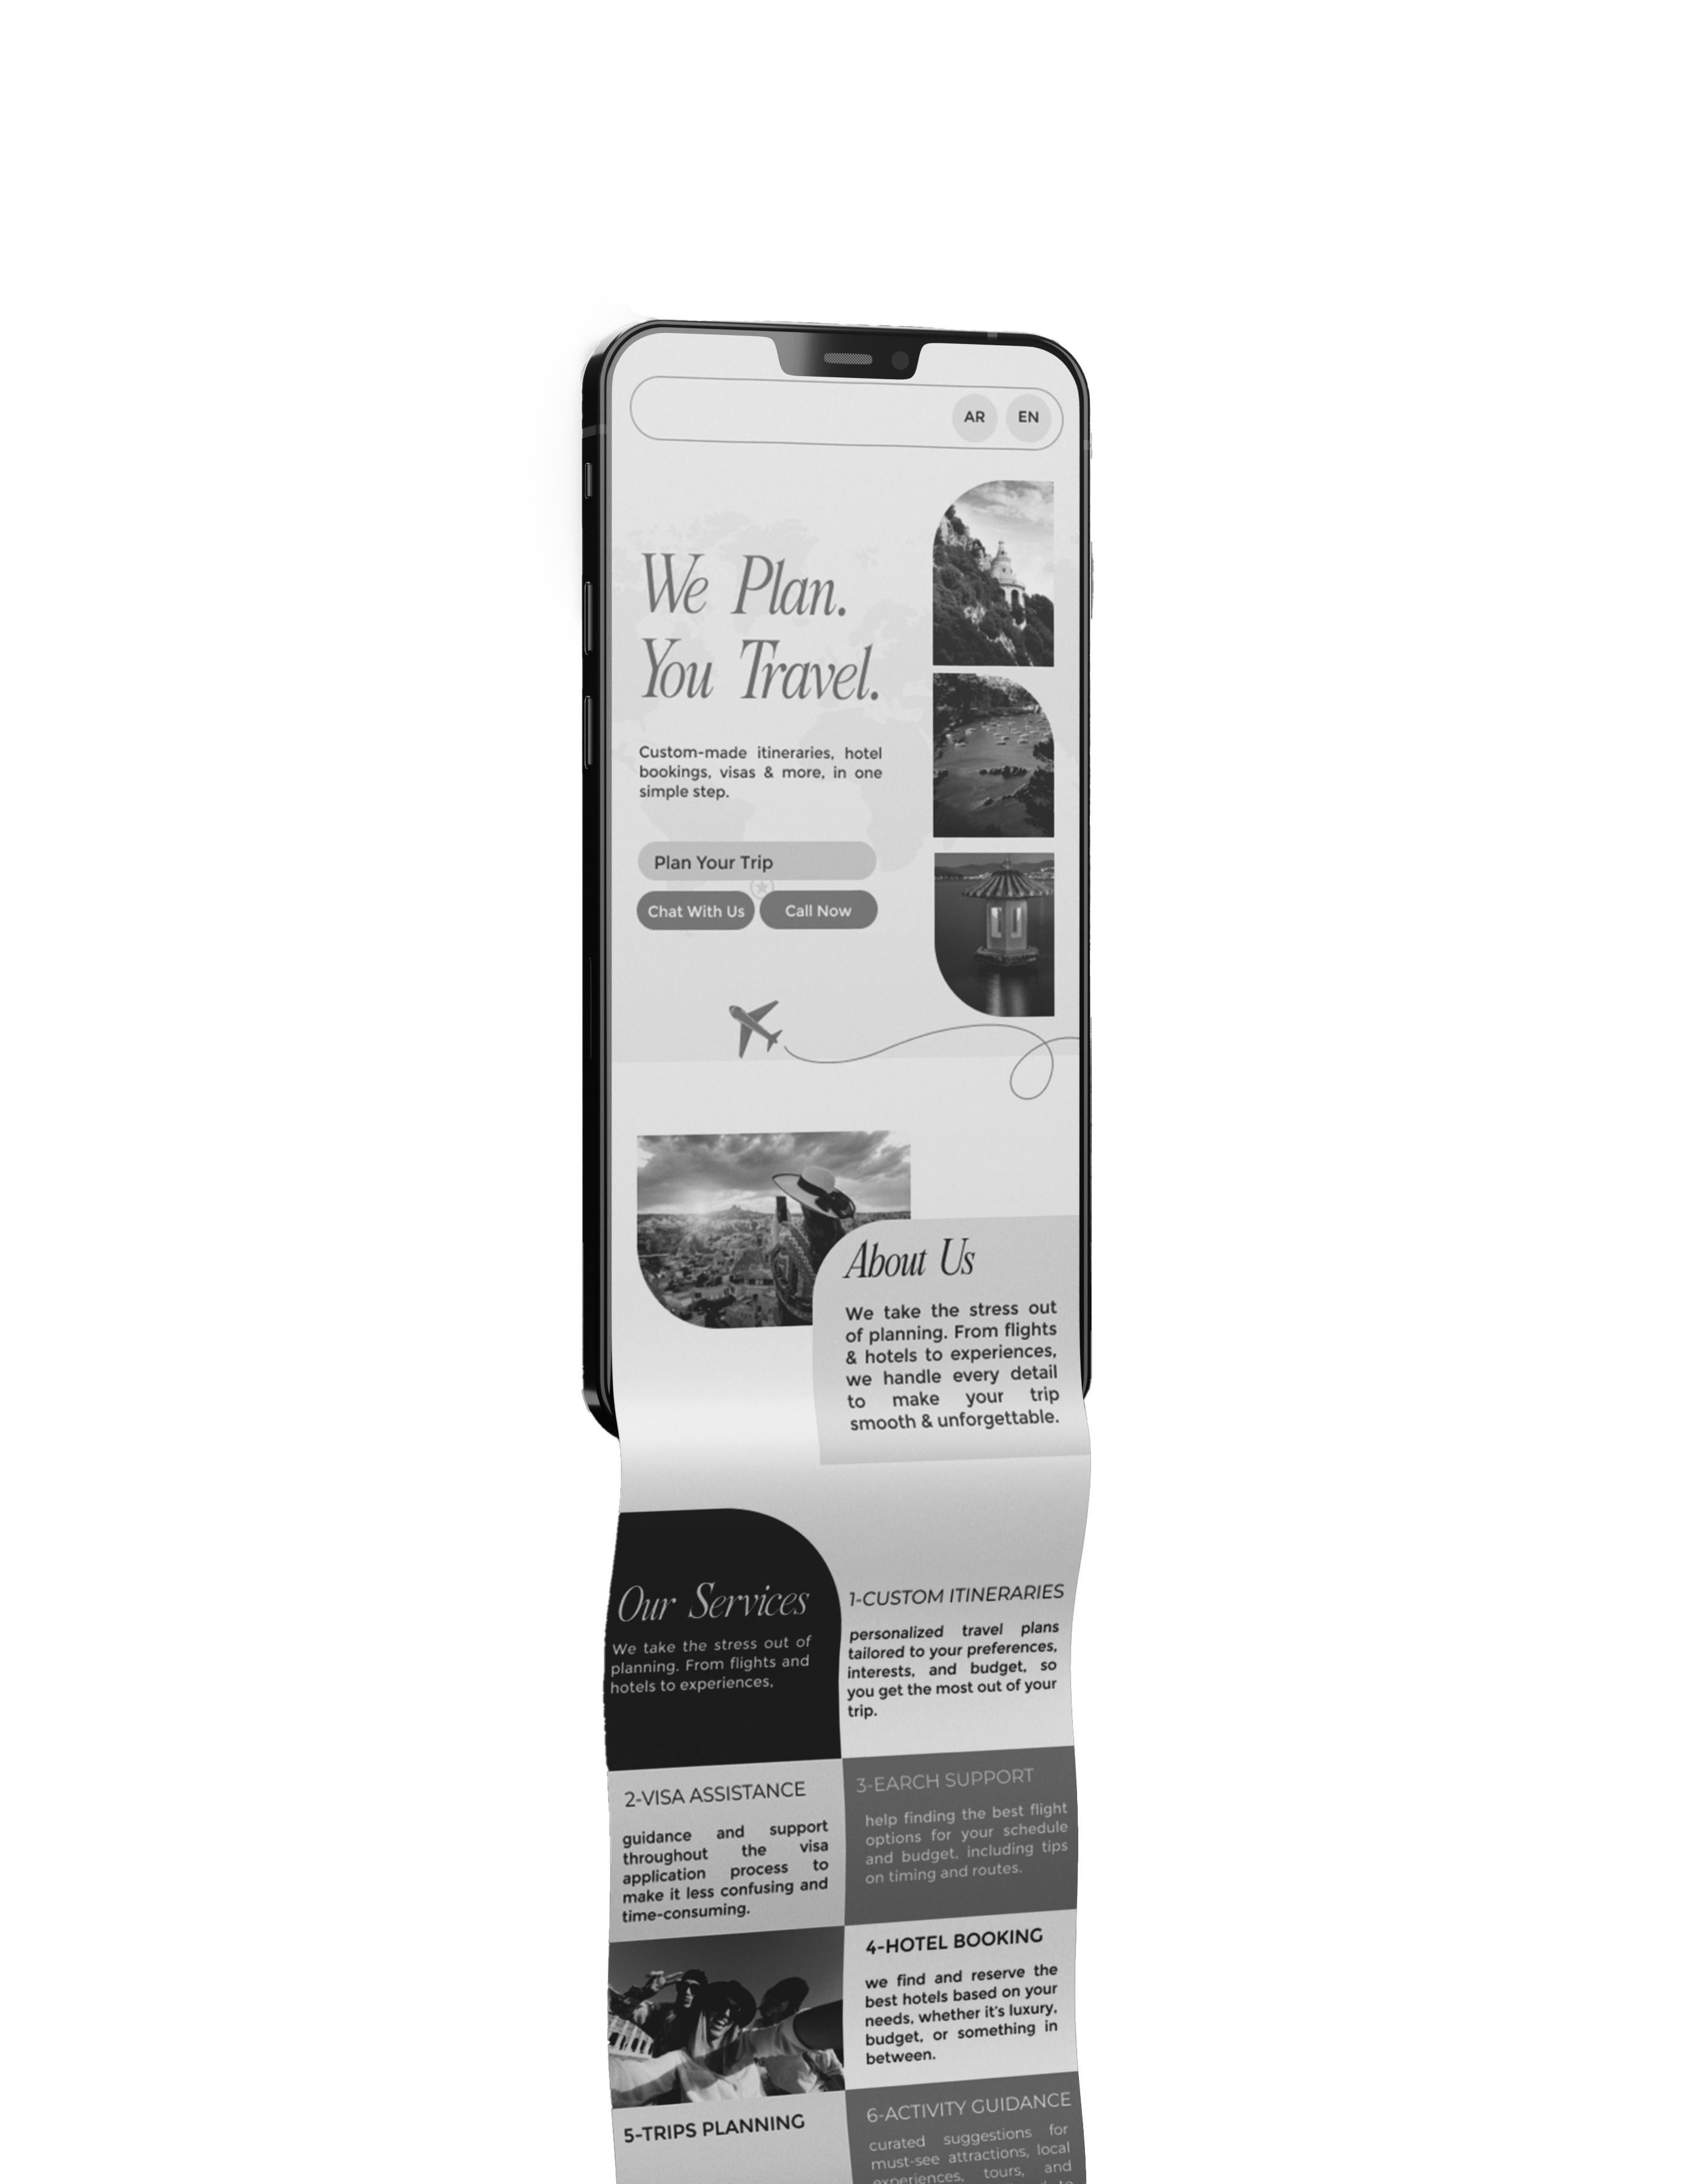 AR EN
We Plan.
You Travel.
Custom-made itineraries, hotel
bookings, visas & more, in one
simple step.
Plan Your Trip
Chat With Us Call Now
About Us
We take the stress out
of planning. From flights
& hotels to experiences,
we handle every detail
to make your trip
smooth & unforgettable.
Our Services
We take the stress out of
planning. From flights and
hotels to experiences,
1-CUSTOM ITINERARIES
personalized travel plans
tailored to your preferences,
interests, and budget, so
you get the most out of your
trip.
2-VISA ASSISTANCE
guidance and support
throughout the visa
application process to
make it less confusing and
time-consuming.
3-EARCH SUPPORT
help finding the best flight
options for your schedule
and budget, including tips
on timing and routes.
4-HOTEL BOOKING
we find and reserve the
best hotels based on your
needs, whether it's luxury,
budget, or something in
between.
5-TRIPS PLANNING
6-ACTIVITY GUIDANCE
curated suggestions for
must-see attractions, local
experiences, tours, and